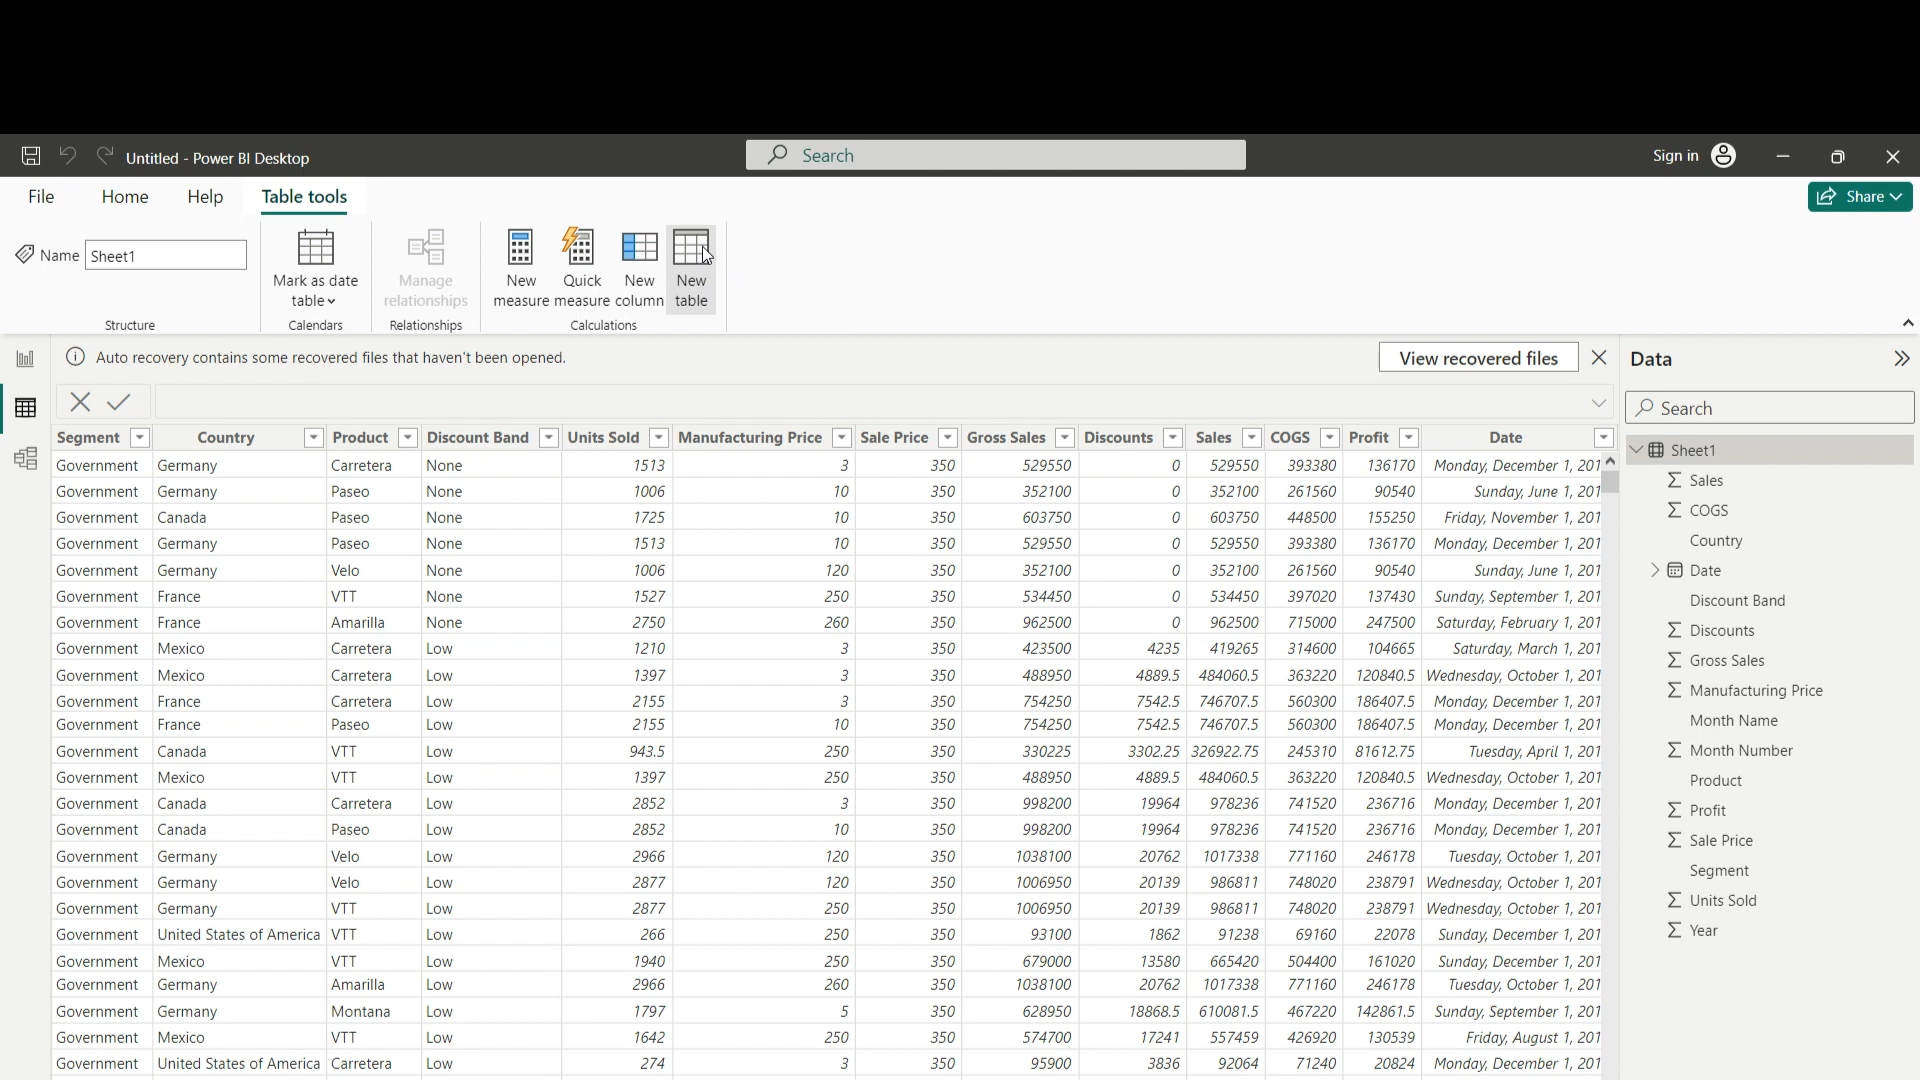 Untitled - Power BI Desktop
Search
Sign in
File Home Help Table tools
Share
Name Sheet1
Mark as date table
Manage relationships
New measure
Quick measure
New column
New table
Structure Calendars Relationships Calculations
Auto recovery contains some recovered files that haven't been opened.
View recovered files
Segment Country Product Discount Band Units Sold Manufacturing Price Sale Price Gross Sales Discounts Sales COGS Profit Date
Government Germany Carretera None 1513 3 350 529550 0 529550 393380 136170 Monday, December 1, 201
Government Germany Paseo None 1006 10 350 352100 0 352100 261560 90540 Sunday, June 1, 201
Government Canada Paseo None 1725 10 350 603750 0 603750 448500 155250 Friday, November 1, 201
Government Germany Paseo None 1513 10 350 529550 0 529550 393380 136170 Monday, December 1, 201
Government Germany Velo None 1006 120 350 352100 0 352100 261560 90540 Sunday, June 1, 201
Government France VTT None 1527 250 350 534450 0 534450 397020 137430 Sunday, September 1, 201
Government France Amarilla None 2750 260 350 962500 0 962500 715000 247500 Saturday, February 1, 201
Government Mexico Carretera Low 1210 3 350 423500 4235 419265 314600 104665 Saturday, March 1, 201
Government Mexico Carretera Low 1397 3 350 488950 4889.5 484060.5 363220 120840.5 Wednesday, October 1, 201
Government France Carretera Low 2155 3 350 754250 7542.5 746707.5 560300 186407.5 Monday, December 1, 201
Government France Paseo Low 2155 10 350 754250 7542.5 746707.5 560300 186407.5 Monday, December 1, 201
Government Canada VTT Low 943.5 250 350 330225 3302.25 326922.75 245310 81612.75 Tuesday, April 1, 201
Government Mexico VTT Low 1397 250 350 488950 4889.5 484060.5 363220 120840.5 Wednesday, October 1, 201
Government Canada Carretera Low 2852 3 350 998200 19964 978236 741520 236716 Monday, December 1, 201
Government Canada Paseo Low 2852 10 350 998200 19964 978236 741520 236716 Monday, December 1, 201
Government Germany Velo Low 2966 120 350 1038100 20762 1017338 771160 246178 Tuesday, October 1, 201
Government Germany Velo Low 2877 120 350 1006950 20139 986811 748020 238791 Wednesday, October 1, 201
Government Germany VTT Low 2877 250 350 1006950 20139 986811 748020 238791 Wednesday, October 1, 201
Government United States of America VTT Low 266 250 350 93100 1862 91238 69160 22078 Sunday, December 1, 201
Government Mexico VTT Low 1940 250 350 679000 13580 665420 504400 161020 Sunday, December 1, 201
Government Germany Amarilla Low 2966 260 350 1038100 20762 1017338 771160 246178 Tuesday, October 1, 201
Government Germany Montana Low 1797 5 350 628950 18868.5 610081.5 467220 142861.5 Sunday, September 1, 201
Government Mexico VTT Low 1642 250 350 574700 17241 557459 426920 130539 Friday, August 1, 201
Government United States of America Carretera Low 274 3 350 95900 3836 92064 71240 20824 Monday, December 1, 201
Data
Search
Sheet1
∑ Sales
∑ COGS
Country
Date
Discount Band
∑ Discounts
∑ Gross Sales
∑ Manufacturing Price
Month Name
∑ Month Number
Product
∑ Profit
∑ Sale Price
Segment
∑ Units Sold
∑ Year